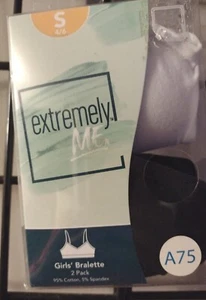 S
4/6
extremely.
Me.
Girls' Bralette
2 Pack
95% Cotton, 5% Spandex
A75